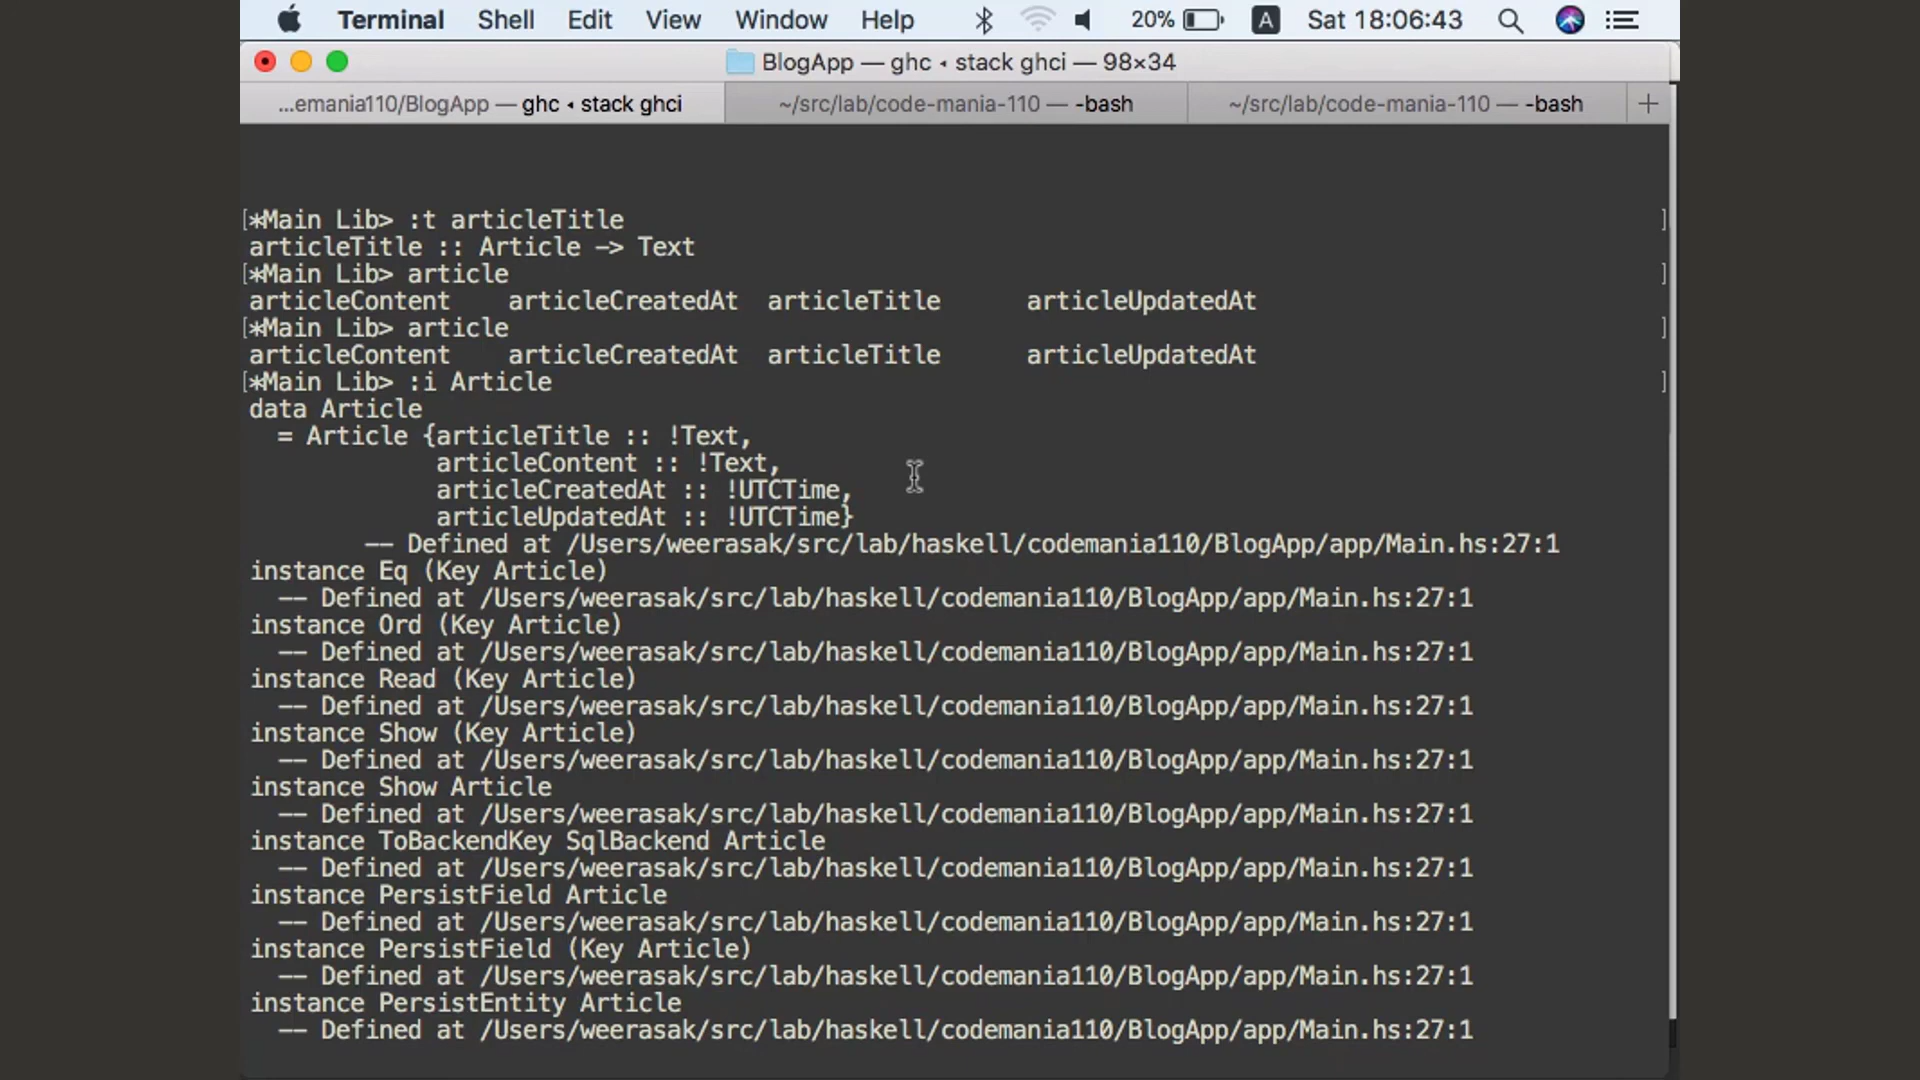 Terminal Shell Edit View Window Help 20% A Sat 18:06:43
BlogApp — ghc ◂ stack ghci — 98×34
...emania110/BlogApp — ghc ◂ stack ghci ~/src/lab/code-mania-110 — -bash ~/src/lab/code-mania-110 — -bash +
[*Main Lib> :t articleTitle ]
articleTitle :: Article -> Text
[*Main Lib> article ]
articleContent articleCreatedAt articleTitle articleUpdatedAt
[*Main Lib> article ]
articleContent articleCreatedAt articleTitle articleUpdatedAt
[*Main Lib> :i Article ]
data Article
= Article {articleTitle :: !Text,
articleContent :: !Text,
articleCreatedAt :: !UTCTime,
articleUpdatedAt :: !UTCTime}
-- Defined at /Users/weerasak/src/lab/haskell/codemania110/BlogApp/app/Main.hs:27:1
instance Eq (Key Article)
-- Defined at /Users/weerasak/src/lab/haskell/codemania110/BlogApp/app/Main.hs:27:1
instance Ord (Key Article)
-- Defined at /Users/weerasak/src/lab/haskell/codemania110/BlogApp/app/Main.hs:27:1
instance Read (Key Article)
-- Defined at /Users/weerasak/src/lab/haskell/codemania110/BlogApp/app/Main.hs:27:1
instance Show (Key Article)
-- Defined at /Users/weerasak/src/lab/haskell/codemania110/BlogApp/app/Main.hs:27:1
instance Show Article
-- Defined at /Users/weerasak/src/lab/haskell/codemania110/BlogApp/app/Main.hs:27:1
instance ToBackendKey SqlBackend Article
-- Defined at /Users/weerasak/src/lab/haskell/codemania110/BlogApp/app/Main.hs:27:1
instance PersistField Article
-- Defined at /Users/weerasak/src/lab/haskell/codemania110/BlogApp/app/Main.hs:27:1
instance PersistField (Key Article)
-- Defined at /Users/weerasak/src/lab/haskell/codemania110/BlogApp/app/Main.hs:27:1
instance PersistEntity Article
-- Defined at /Users/weerasak/src/lab/haskell/codemania110/BlogApp/app/Main.hs:27:1